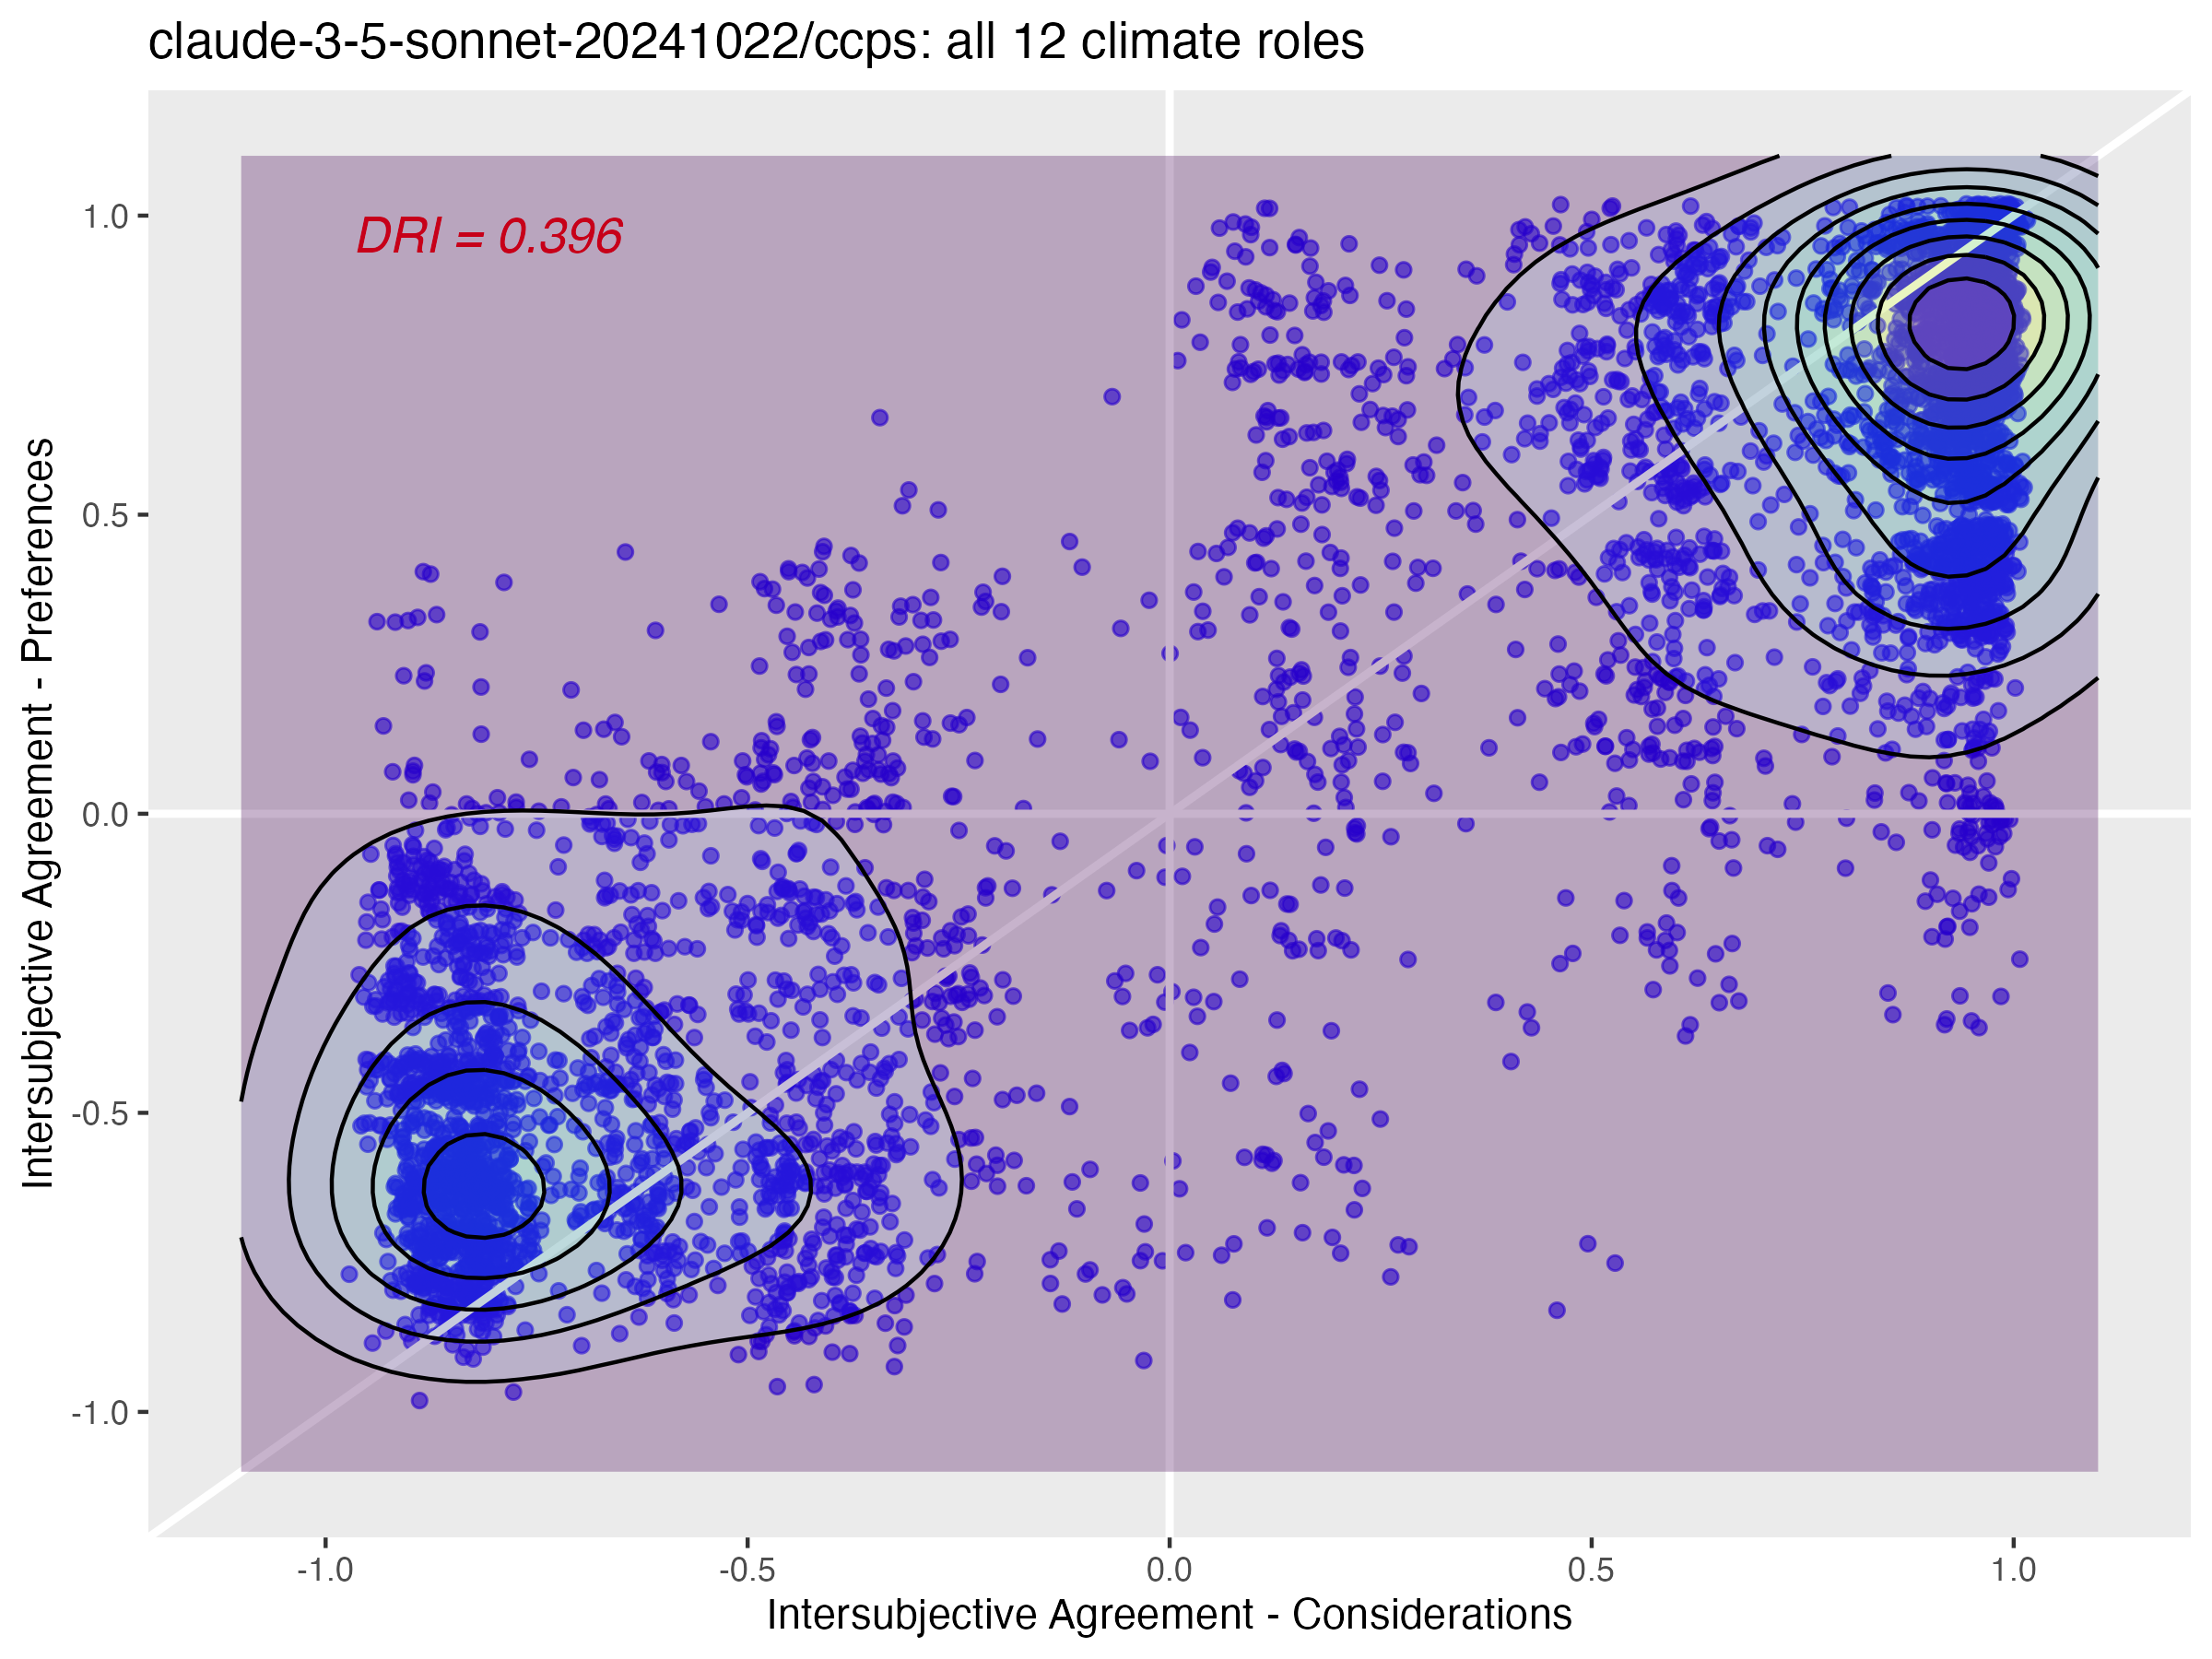 claude-3-5-sonnet-20241022/ccps: all 12 climate roles
DRI = 0.396
Intersubjective Agreement - Preferences
1.0
0.5
0.0
-0.5
-1.0
-1.0 -0.5 0.0 0.5 1.0
Intersubjective Agreement - Considerations